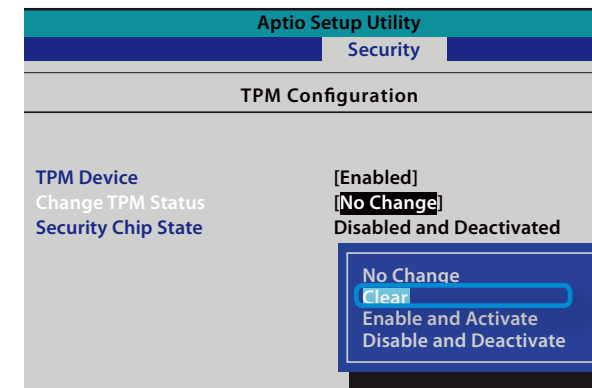 Aptio Setup Utility
Security
TPM Configuration
TPM Device [Enabled]
Change TPM Status [No Change]
Security Chip State Disabled and Deactivated
No Change
Clear
Enable and Activate
Disable and Deactivate